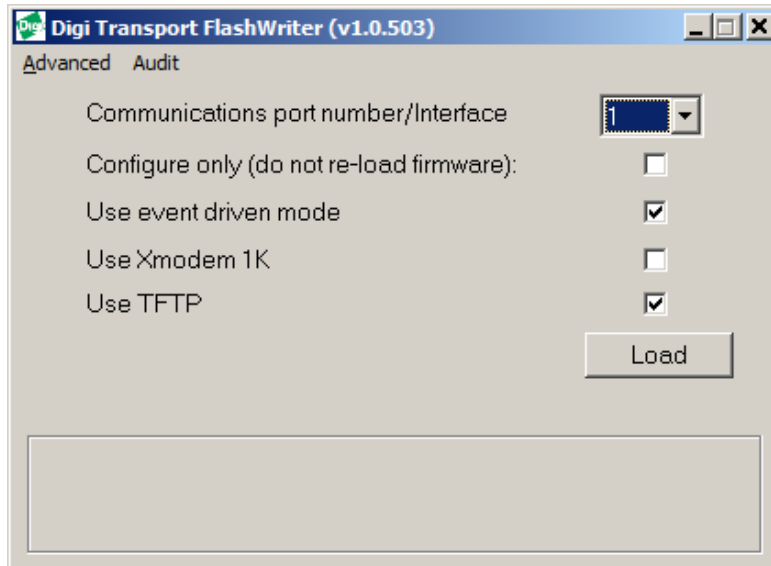 Digi Digi Transport FlashWriter (v1.0.503)
Advanced Audit
Communications port number/Interface 1
Configure only (do not re-load firmware):
Use event driven mode
Use Xmodem 1K
Use TFTP
Load